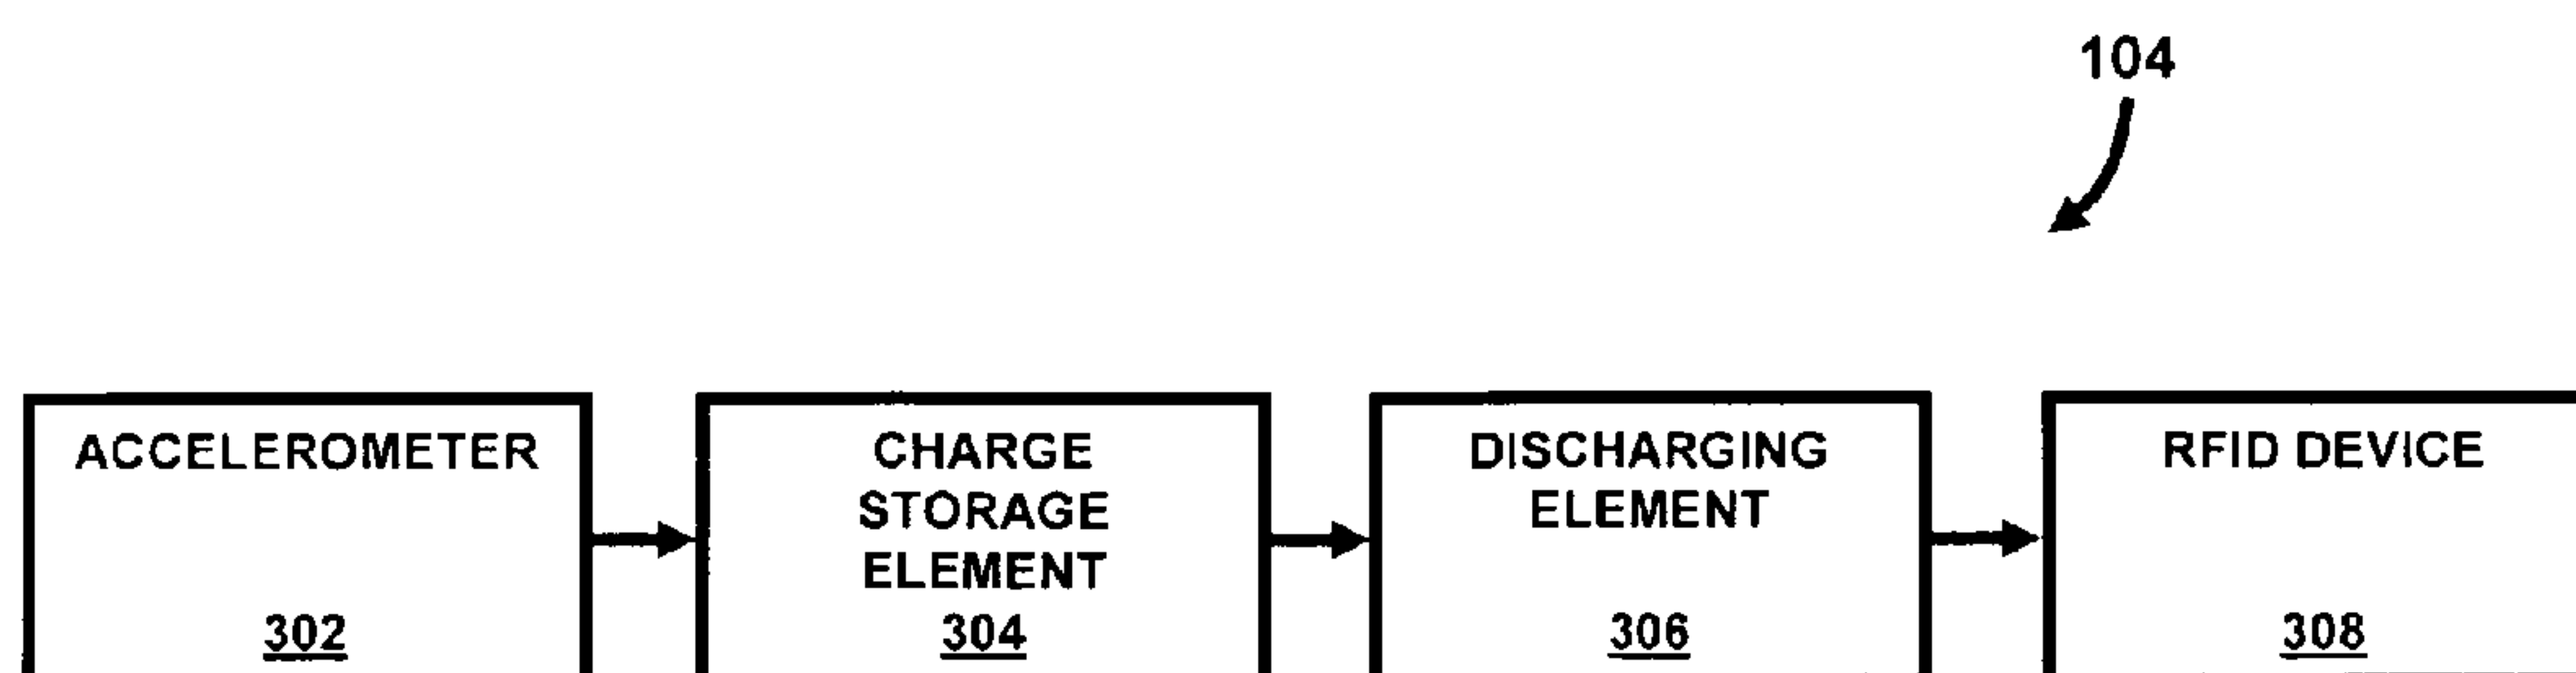 104
ACCELEROMETER
302
CHARGE
STORAGE
ELEMENT
304
DISCHARGING
ELEMENT
306
RFID DEVICE
308